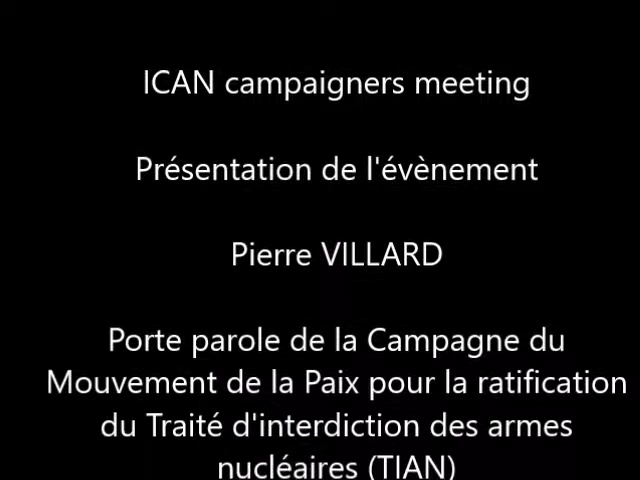 ICAN campaigners meeting
Présentation de l'évènement
Pierre VILLARD
Porte parole de la Campagne du
Mouvement de la Paix pour la ratification
du Traité d'interdiction des armes
nucléaires (TIAN)